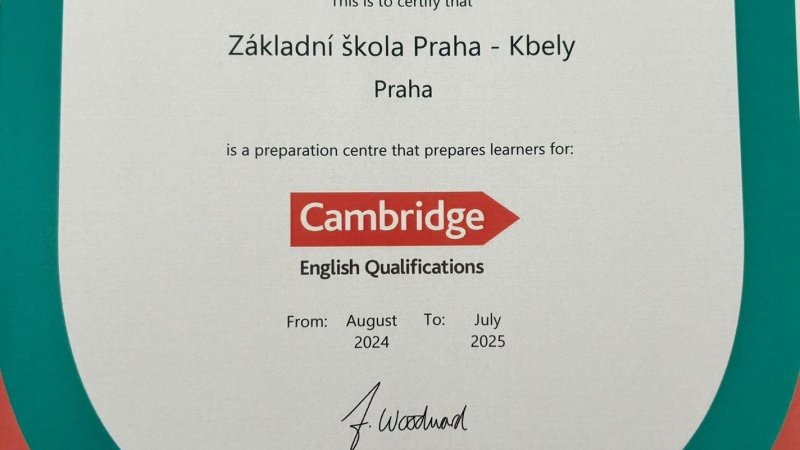 This is to certify that
Základní škola Praha - Kbely
Praha
is a preparation centre that prepares learners for:
Cambridge
English Qualifications
From: August To: July
2024 2025
J. Woodward